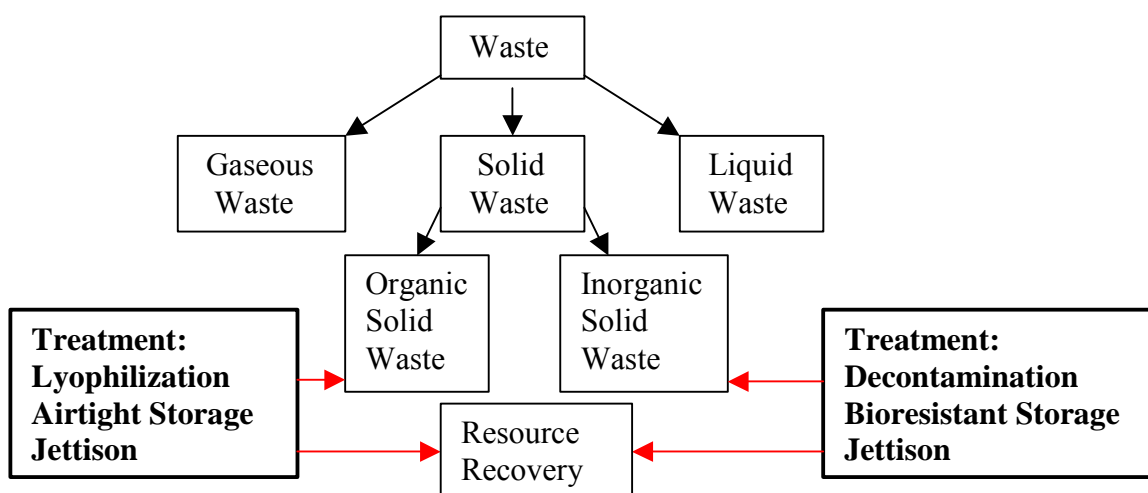 Waste
Gaseous
Waste
Solid
Waste
Liquid
Waste
Organic
Solid
Waste
Inorganic
Solid
Waste
Treatment:
Lyophilization
Airtight Storage
Jettison
Treatment:
Decontamination
Bioresistant Storage
Jettison
Resource
Recovery